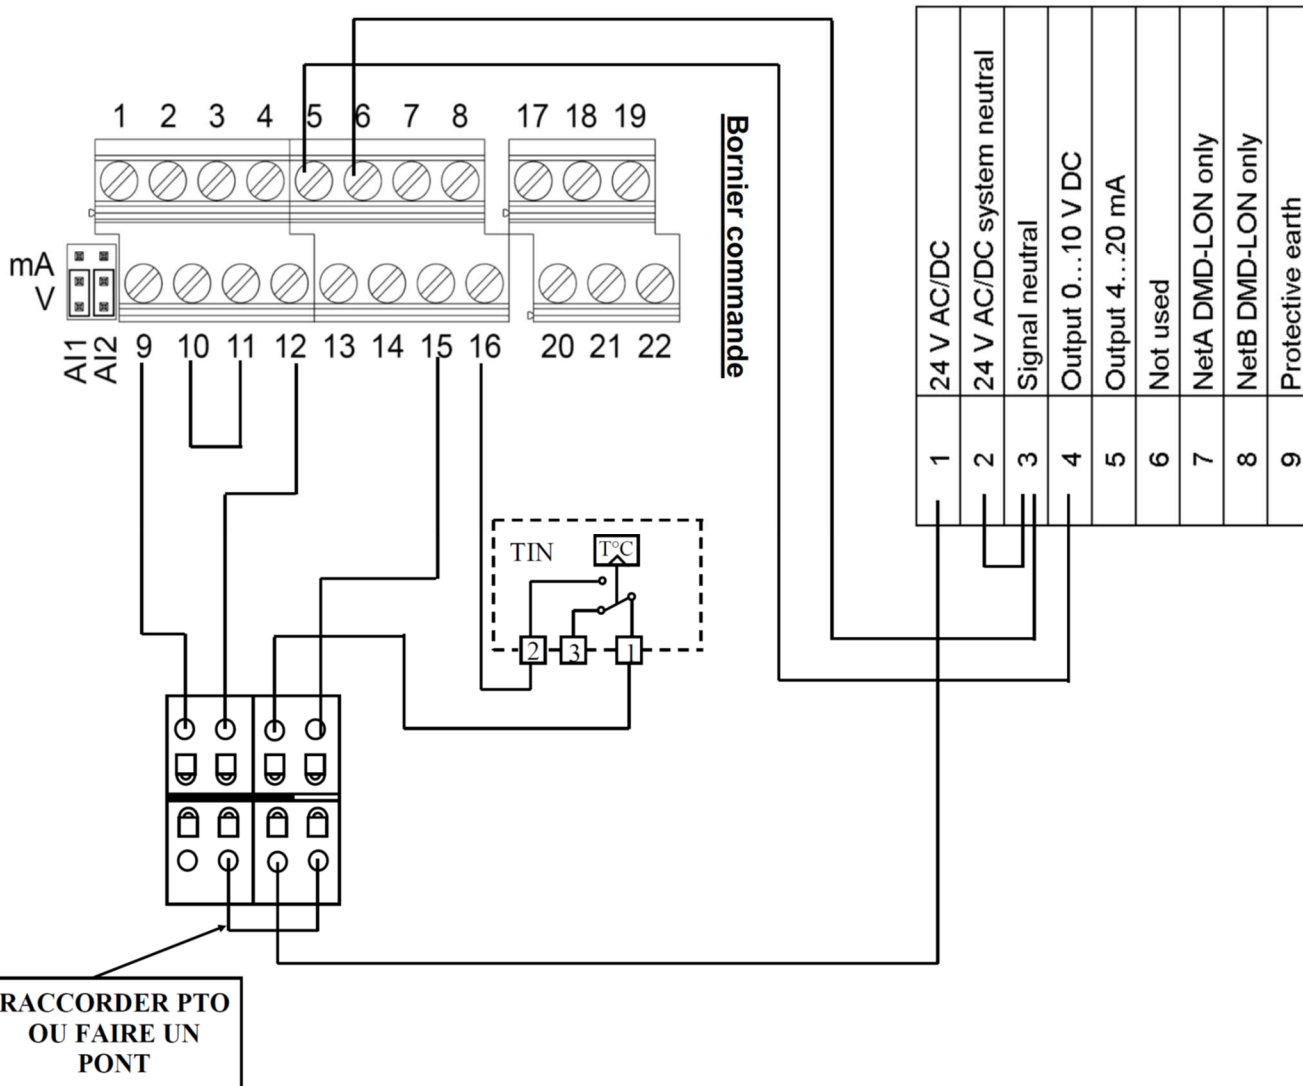 1 2 3 4 5 6 7 8 17 18 19
mA
V
AI1
AI2
9 10 11 12 13 14 15 16 20 21 22
Bornier commande
TIN
T°C
2 3 1
RACCORDER PTO
OU FAIRE UN
PONT
1 24 V AC/DC
2 24 V AC/DC system neutral
3 Signal neutral
4 Output 0...10 V DC
5 Output 4...20 mA
6 Not used
7 NetA DMD-LON only
8 NetB DMD-LON only
9 Protective earth